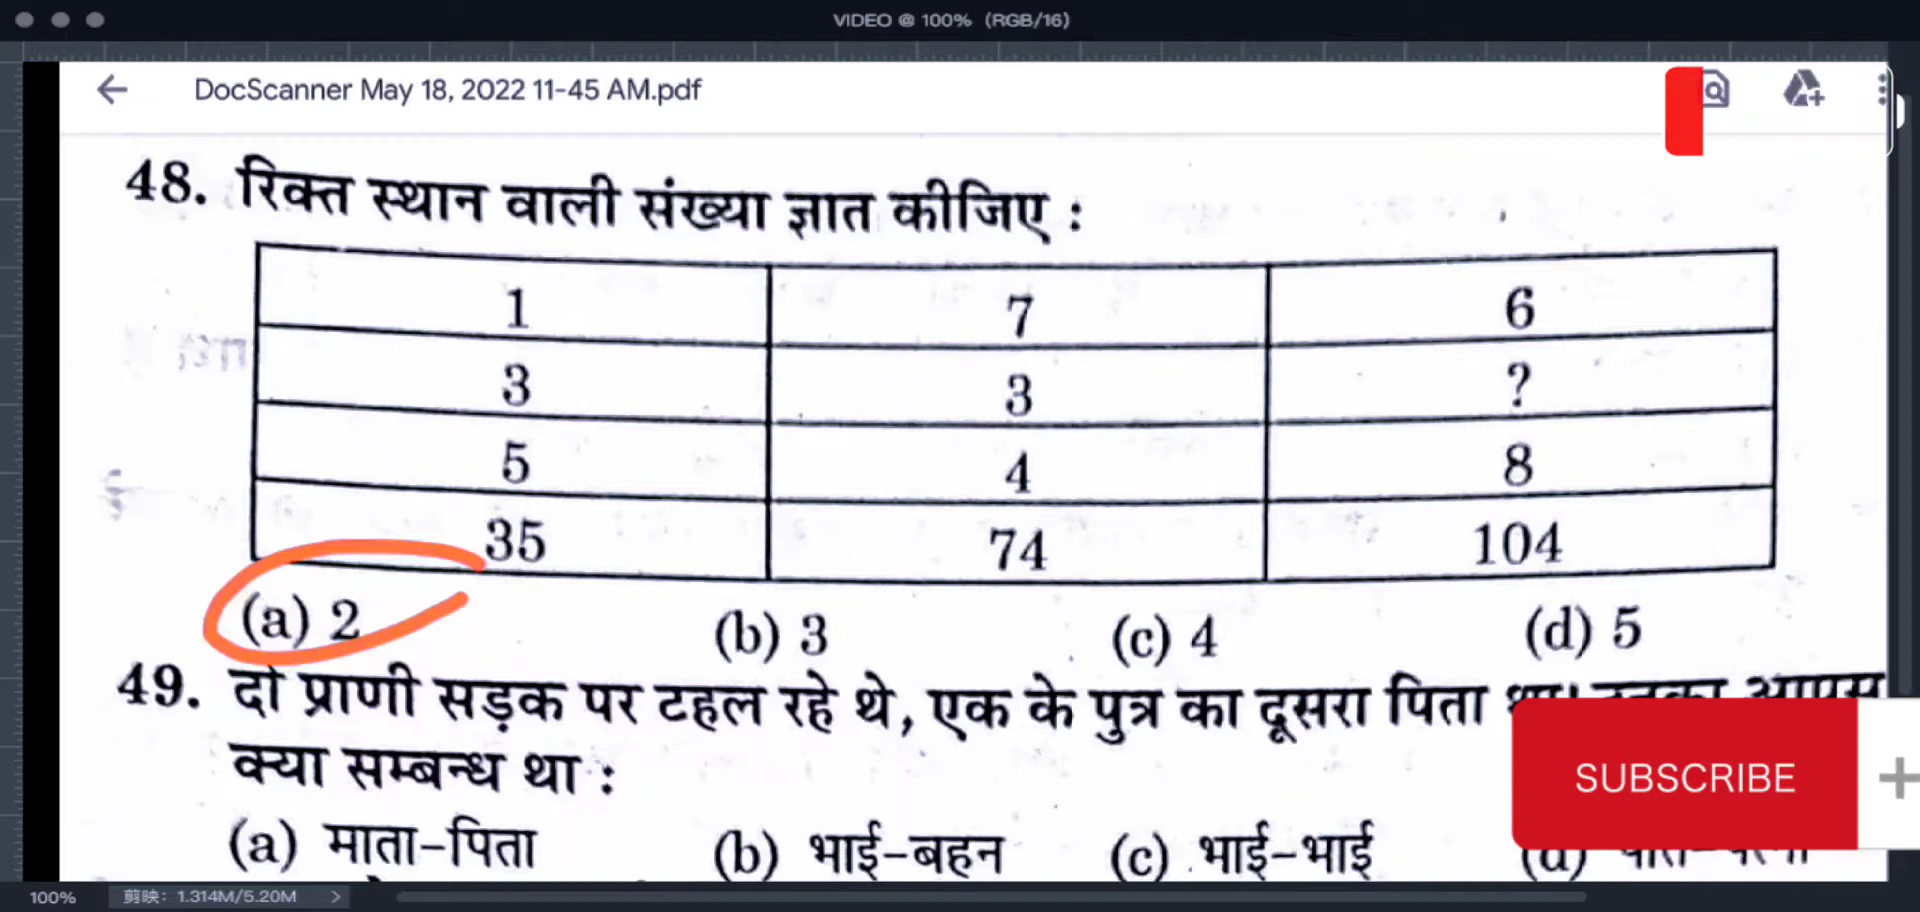 VIDEO @ 100% (RGB/16)
DocScanner May 18, 2022 11-45 AM.pdf
48. रिक्त स्थान वाली संख्या ज्ञात कीजिए :
1 7 6
3 3 ?
5 4 8
35 74 104
(a) 2 (b) 3 (c) 4 (d) 5
49. दो प्राणी सड़क पर टहल रहे थे, एक के पुत्र का दूसरा पिता
क्या सम्बन्ध था :
SUBSCRIBE +
(a) माता-पिता (b) भाई-बहन (c) भाई-भाई (d)
100% 剪映: 1.314M/5.20M >